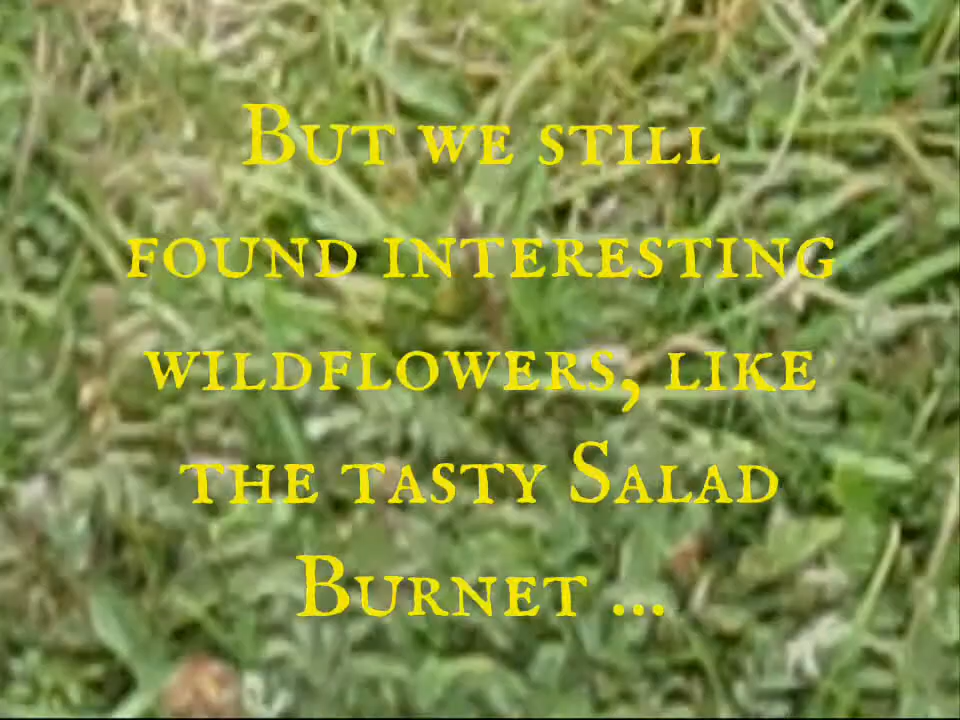 But we still
found interesting
wildflowers, like
the tasty Salad
Burnet ...